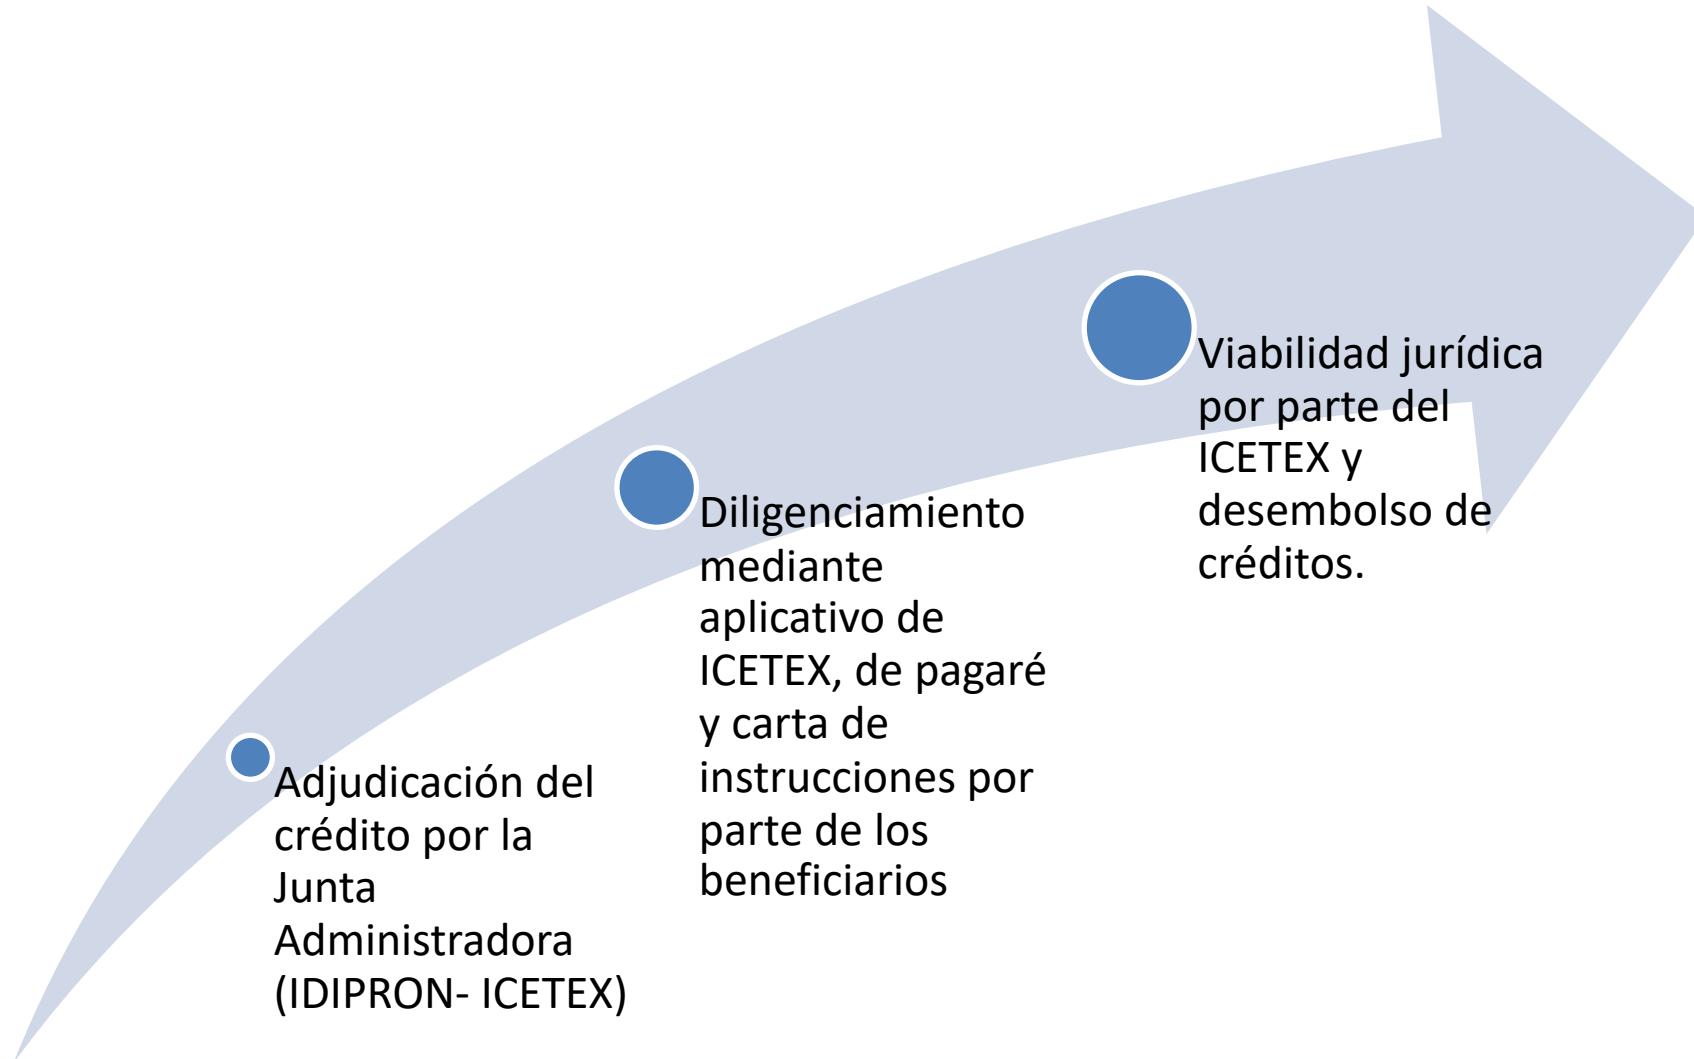 Adjudicación del
crédito por la
Junta
Administradora
(IDIPRON- ICETEX)
Diligenciamiento
mediante
aplicativo de
ICETEX, de pagaré
y carta de
instrucciones por
parte de los
beneficiarios
Viabilidad jurídica
por parte del
ICETEX y
desembolso de
créditos.